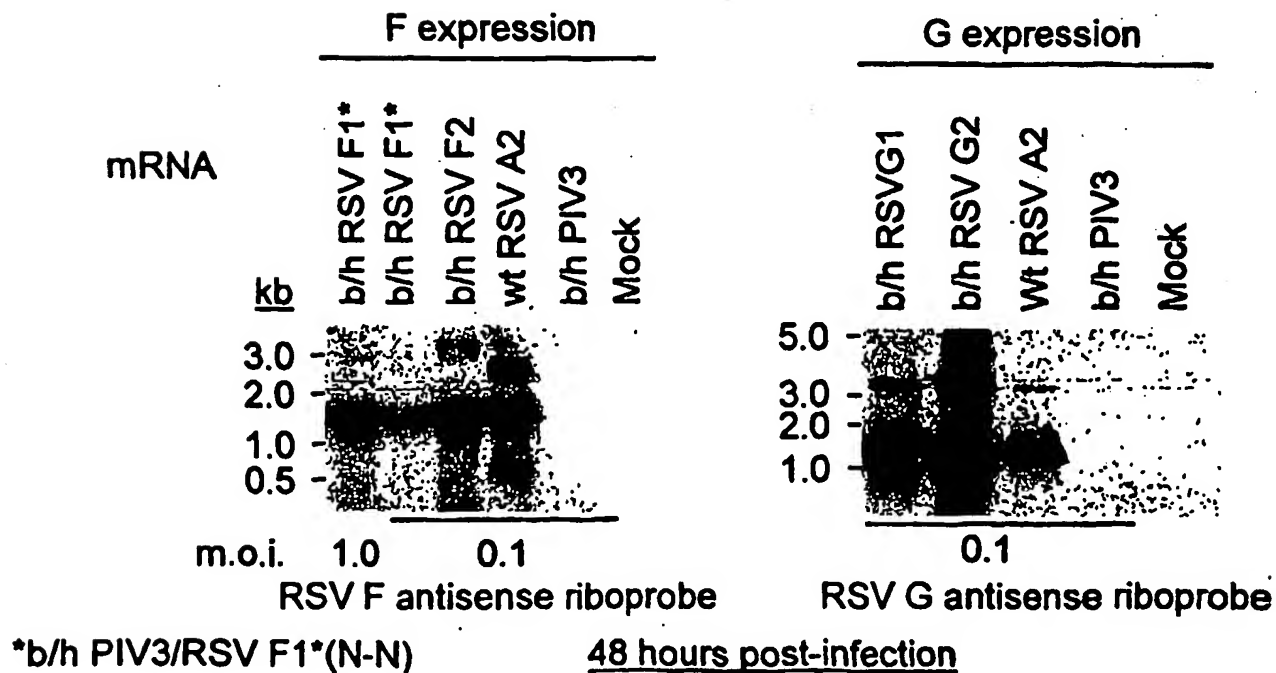 F expression
G expression
mRNA
kb
b/h RSV F1*
b/h RSV F1*
b/h RSV F2
wt RSV A2
b/h PIV3
Mock
b/h RSVG1
b/h RSV G2
Wt RSV A2
b/h PIV3
Mock
3.0
2.0
1.0
0.5
5.0
3.0
2.0
1.0
m.o.i. 1.0 0.1
0.1
RSV F antisense riboprobe
RSV G antisense riboprobe
*b/h PIV3/RSV F1*(N-N)
48 hours post-infection